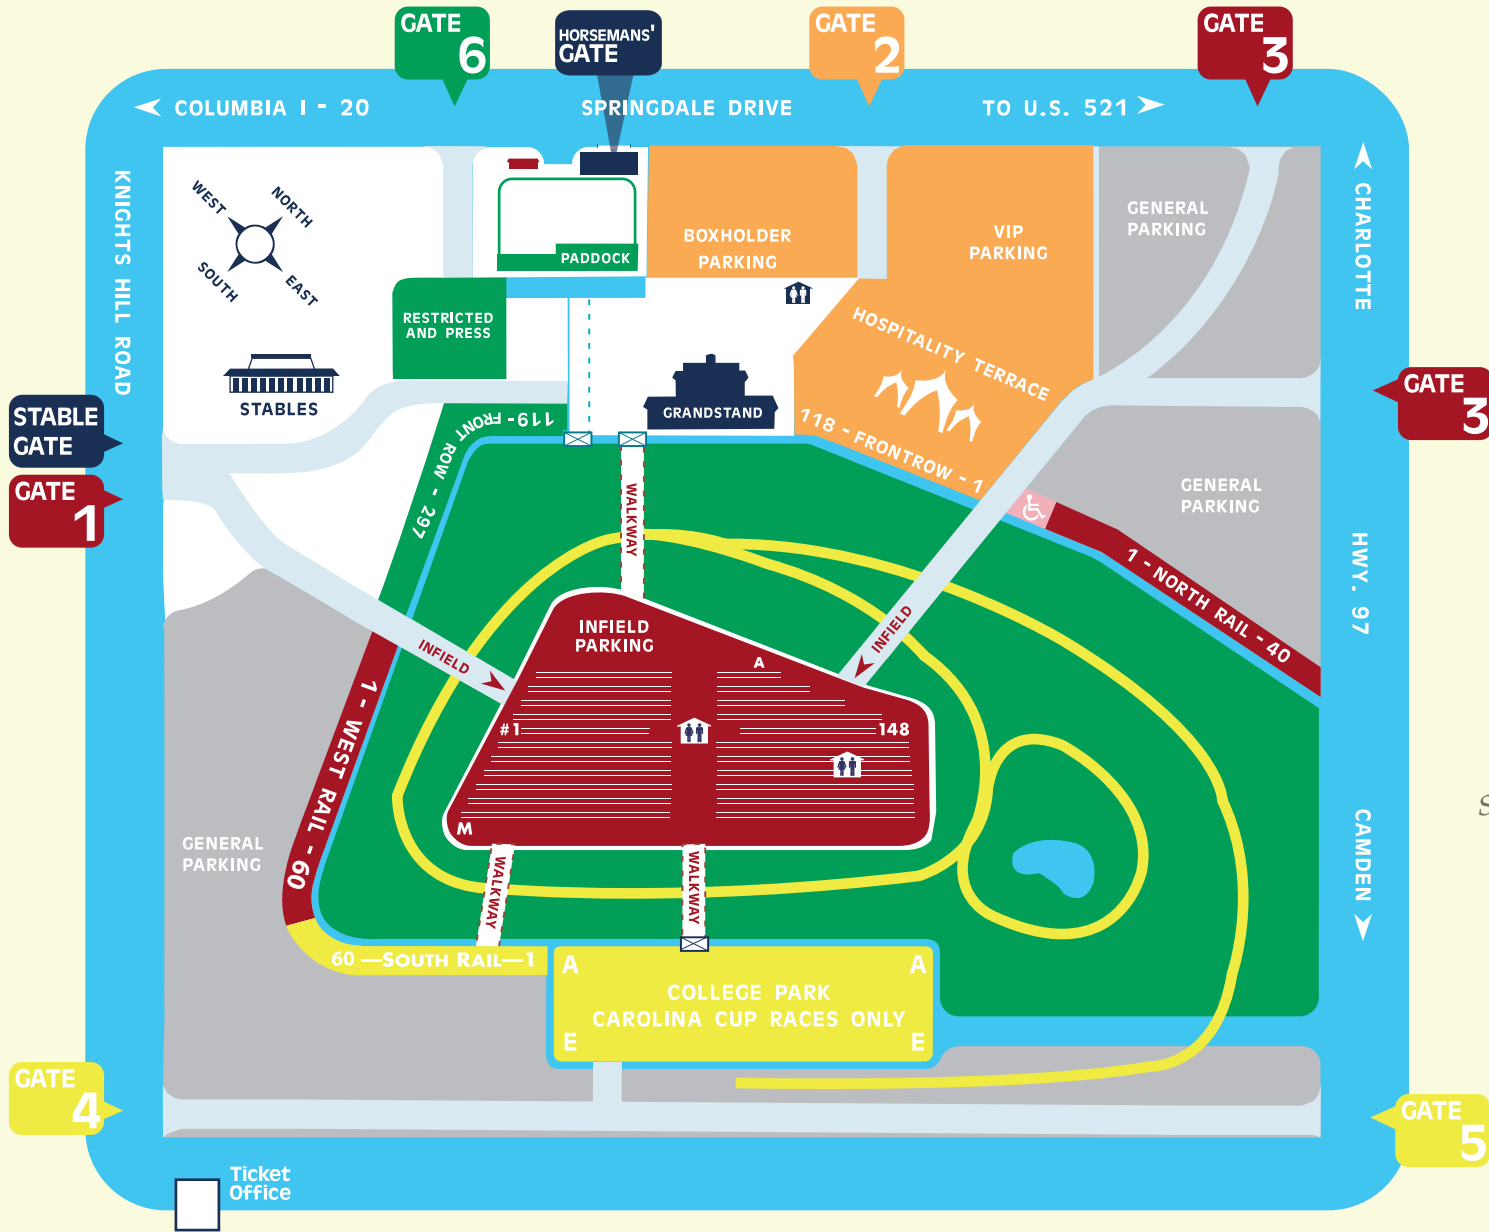 GATE
6
HORSEMANS'
GATE
GATE
2
GATE
3
COLUMBIA I - 20
SPRINGDALE DRIVE
TO U.S. 521
KNIGHTS HILL ROAD
CHARLOTTE
HWY. 97
CAMDEN
WEST
NORTH
SOUTH
EAST
PADDOCK
BOXHOLDER
PARKING
VIP
PARKING
GENERAL
PARKING
RESTRICTED
AND PRESS
STABLES
GRANDSTAND
HOSPITALITY TERRACE
118 - FRONTROW - 1
119- FRONT ROW - 297
STABLE
GATE
GATE
1
GATE
3
GENERAL
PARKING
WALKWAY
1 - NORTH RAIL - 40
INFIELD
INFIELD
INFIELD
PARKING
A
#1
148
M
1 - WEST RAIL - 60
GENERAL
PARKING
WALKWAY
WALKWAY
60 —SOUTH RAIL—1
A
A
COLLEGE PARK
CAROLINA CUP RACES ONLY
E
E
GATE
4
GATE
5
Ticket
Office
S